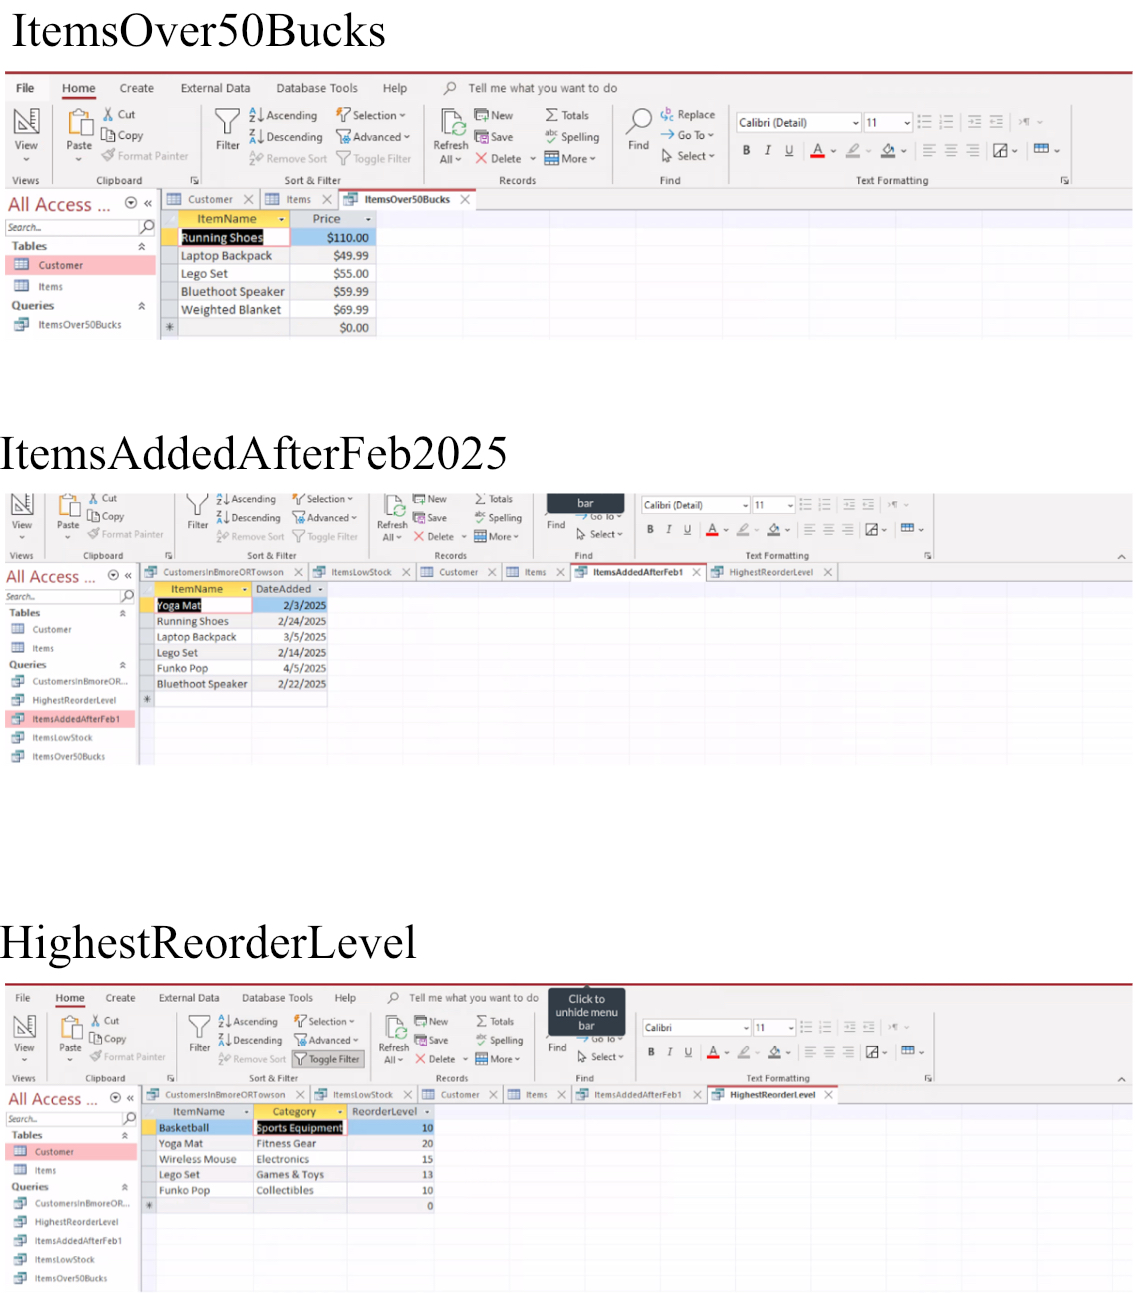 ItemsOver50Bucks
File Home Create External Data Database Tools Help Tell me what you want to do
Cut Ascending Selection New Totals Replace
Calibri (Detail) 11
Copy Descending Advanced Save Spelling Go To
View Paste Filter Refresh Find
Format Painter Remove Sort Toggle Filter All Delete More Select B I U A
Views Clipboard Sort & Filter Records Find Text Formatting
All Access ... « Customer Items ItemsOver50Bucks
Search... ItemName Price
Tables Running Shoes $110.00
Customer Laptop Backpack $49.99
Lego Set $55.00
Items Bluethoot Speaker $59.99
Queries Weighted Blanket $69.99
ItemsOver50Bucks * $0.00
ItemsAddedAfterFeb2025
Cut Ascending Selection New Totals bar Calibri (Detail) 11
Copy Descending Advanced Save Spelling Go To
View Paste Filter Refresh Find
Format Painter Remove Sort Toggle Filter All Delete More Select B I U A
Views Clipboard Sort & Filter Records Find Text Formatting
All Access ... « CustomersInBmoreORTowson ItemsLowStock Customer Items ItemsAddedAfterFeb1 HighestReorderLevel
Search... ItemName DateAdded
Tables Yoga Mat 2/3/2025
Customer Running Shoes 2/24/2025
Laptop Backpack 3/5/2025
Items Lego Set 2/14/2025
Queries Funko Pop 4/5/2025
CustomersInBmoreOR... Bluethoot Speaker 2/22/2025
HighestReorderLevel *
ItemsAddedAfterFeb1
ItemsLowStock
ItemsOver50Bucks
HighestReorderLevel
File Home Create External Data Database Tools Help Tell me what you want to do Click to
unhide menu
bar
Cut Ascending Selection New Totals Calibri 11
Copy Descending Advanced Save Spelling Go To
View Paste Filter Refresh Find
Format Painter Remove Sort Toggle Filter All Delete More Select B I U A
Views Clipboard Sort & Filter Records Find Text Formatting
All Access ... « CustomersInBmoreORTowson ItemsLowStock Customer Items ItemsAddedAfterFeb1 HighestReorderLevel
Search... ItemName Category ReorderLevel
Tables Basketball Sports Equipment 10
Yoga Mat Fitness Gear 20
Customer Wireless Mouse Electronics 15
Items Lego Set Games & Toys 13
Queries Funko Pop Collectibles 10
CustomersInBmoreOR... * 0
HighestReorderLevel
ItemsAddedAfterFeb1
ItemsLowStock
ItemsOver50Bucks